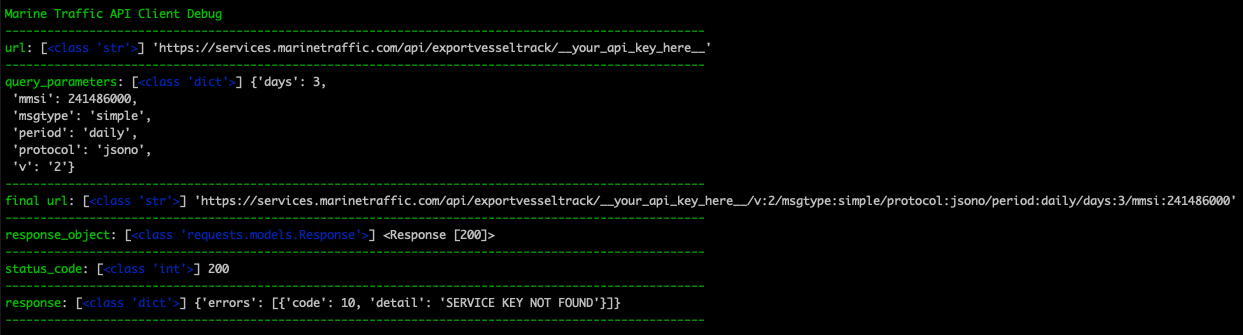 Marine Traffic API Client Debug
----------------------------------------------------------------------------------------------------
url: [<class 'str'>] 'https://services.marinetraffic.com/api/exportvesseltrack/__your_api_key_here__'
----------------------------------------------------------------------------------------------------
query_parameters: [<class 'dict'>] {'days': 3,
 'mmsi': 241486000,
 'msgtype': 'simple',
 'period': 'daily',
 'protocol': 'jsono',
 'v': '2'}
----------------------------------------------------------------------------------------------------
final url: [<class 'str'>] 'https://services.marinetraffic.com/api/exportvesseltrack/__your_api_key_here__/v:2/msgtype:simple/protocol:jsono/period:daily/days:3/mmsi:241486000'
----------------------------------------------------------------------------------------------------
response_object: [<class 'requests.models.Response'>] <Response [200]>
----------------------------------------------------------------------------------------------------
status_code: [<class 'int'>] 200
----------------------------------------------------------------------------------------------------
response: [<class 'dict'>] {'errors': [{'code': 10, 'detail': 'SERVICE KEY NOT FOUND'}]}
----------------------------------------------------------------------------------------------------